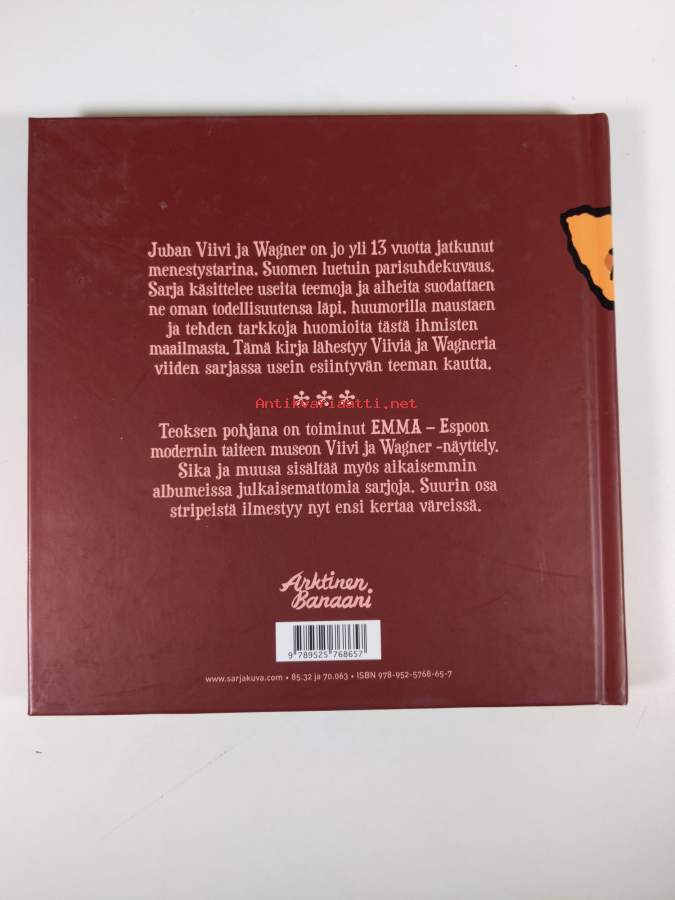 Juban Viivi ja Wagner on jo yli 13 vuotta jatkunut
menestystarina. Suomen luetuin parisuhdekuvaus.
Sarja käsittelee useita teemoja ja aiheita suodattaen
ne oman todellisuutensa läpi, huumorilla maustaen
ja tehden tarkkoja huomioita tästä ihmisten
maailmasta. Tämä kirja lähestyy Viiviä ja Wagneria
viiden sarjassa usein esiintyvän teeman kautta.
Antikvariaatti.net
Teoksen pohjana on toiminut EMMA – Espoon
modernin taiteen museon Viivi ja Wagner -näyttely.
Sika ja muusa sisältää myös aikaisemmin
albumeissa julkaisemattomia sarjoja. Suurin osa
stripeistä ilmestyy nyt ensi kertaa väreissä.
Arktinen
Banaani
9 789525 768657
www.sarjakuva.com • 85.32 ja 70.063 • ISBN 978-952-5768-65-7